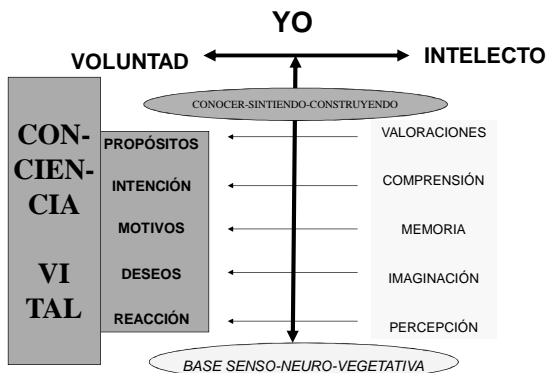 YO
VOLUNTAD
INTELECTO
CONOCER-SINTIENDO-CONSTRUYENDO
CON-
CIEN-
CIA
VI
TAL
PROPÓSITOS
VALORACIONES
INTENCIÓN
COMPRENSIÓN
MOTIVOS
MEMORIA
DESEOS
IMAGINACIÓN
REACCIÓN
PERCEPCIÓN
BASE SENSO-NEURO-VEGETATIVA